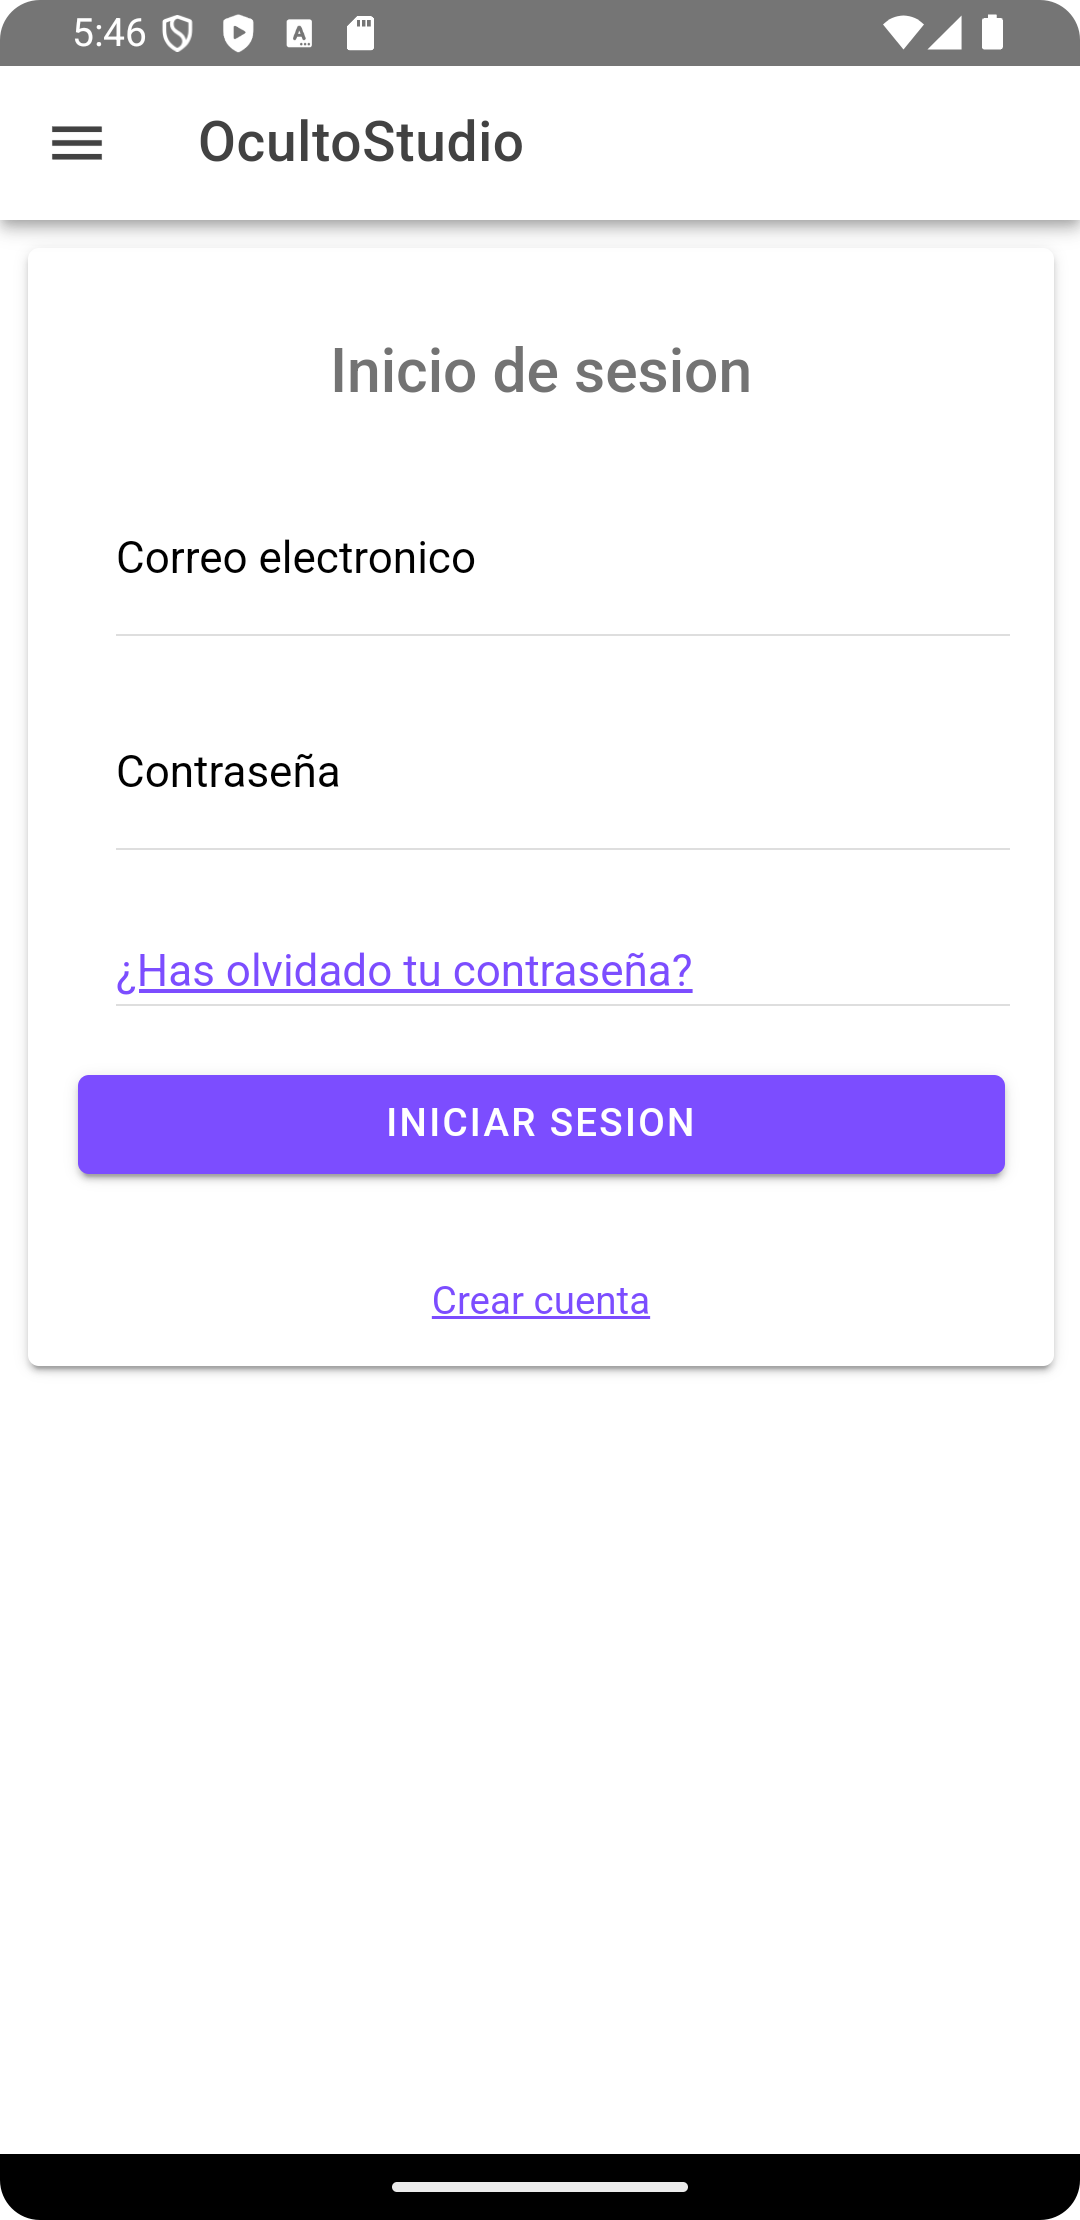 5:46
OcultoStudio
Inicio de sesion
Correo electronico
Contraseña
¿Has olvidado tu contraseña?
INICIAR SESION
Crear cuenta